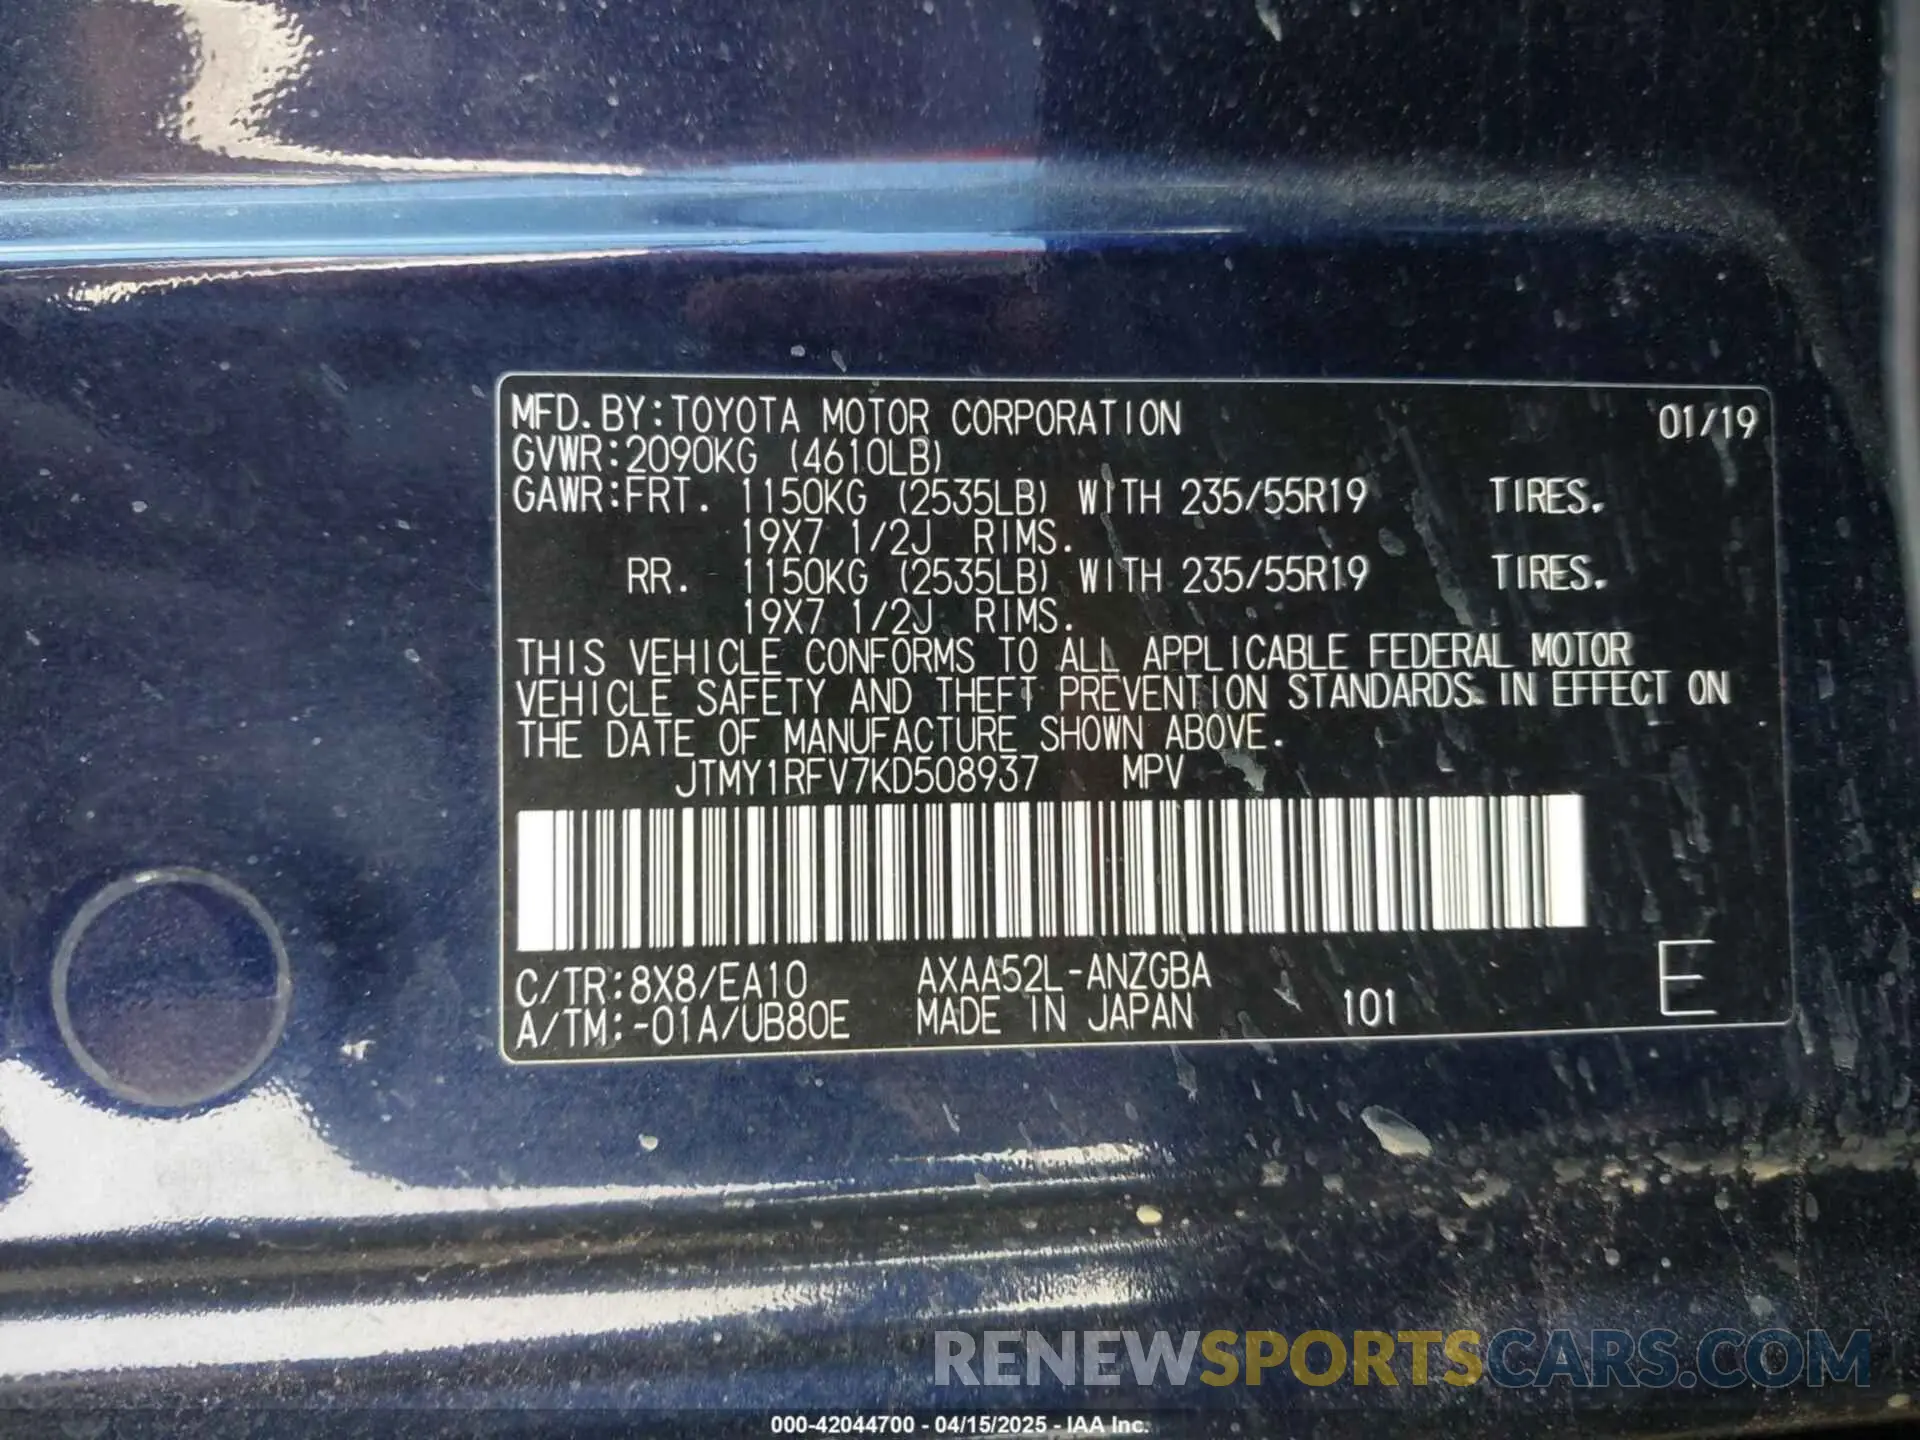 MFD.BY:TOYOTA MOTOR CORPORATION 01/19
GVWR:2090KG (4610LB)
GAWR:FRT. 1150KG (2535LB) WITH 235/55R19 TIRES.
19X7 1/2J RIMS.
RR. 1150KG (2535LB) WITH 235/55R19 TIRES.
19X7 1/2J RIMS.
THIS VEHICLE CONFORMS TO ALL APPLICABLE FEDERAL MOTOR
VEHICLE SAFETY AND THEFT PREVENTION STANDARDS IN EFFECT ON
THE DATE OF MANUFACTURE SHOWN ABOVE.
JTMY1RFV7KD508937 MPV
C/TR:8X8/EA10 AXAA52L-ANZGBA E
A/TM:-01A/UB80E MADE IN JAPAN 101
RENEWSPORTSCARS.COM
000-42044700 - 04/15/2025 - IAA Inc.